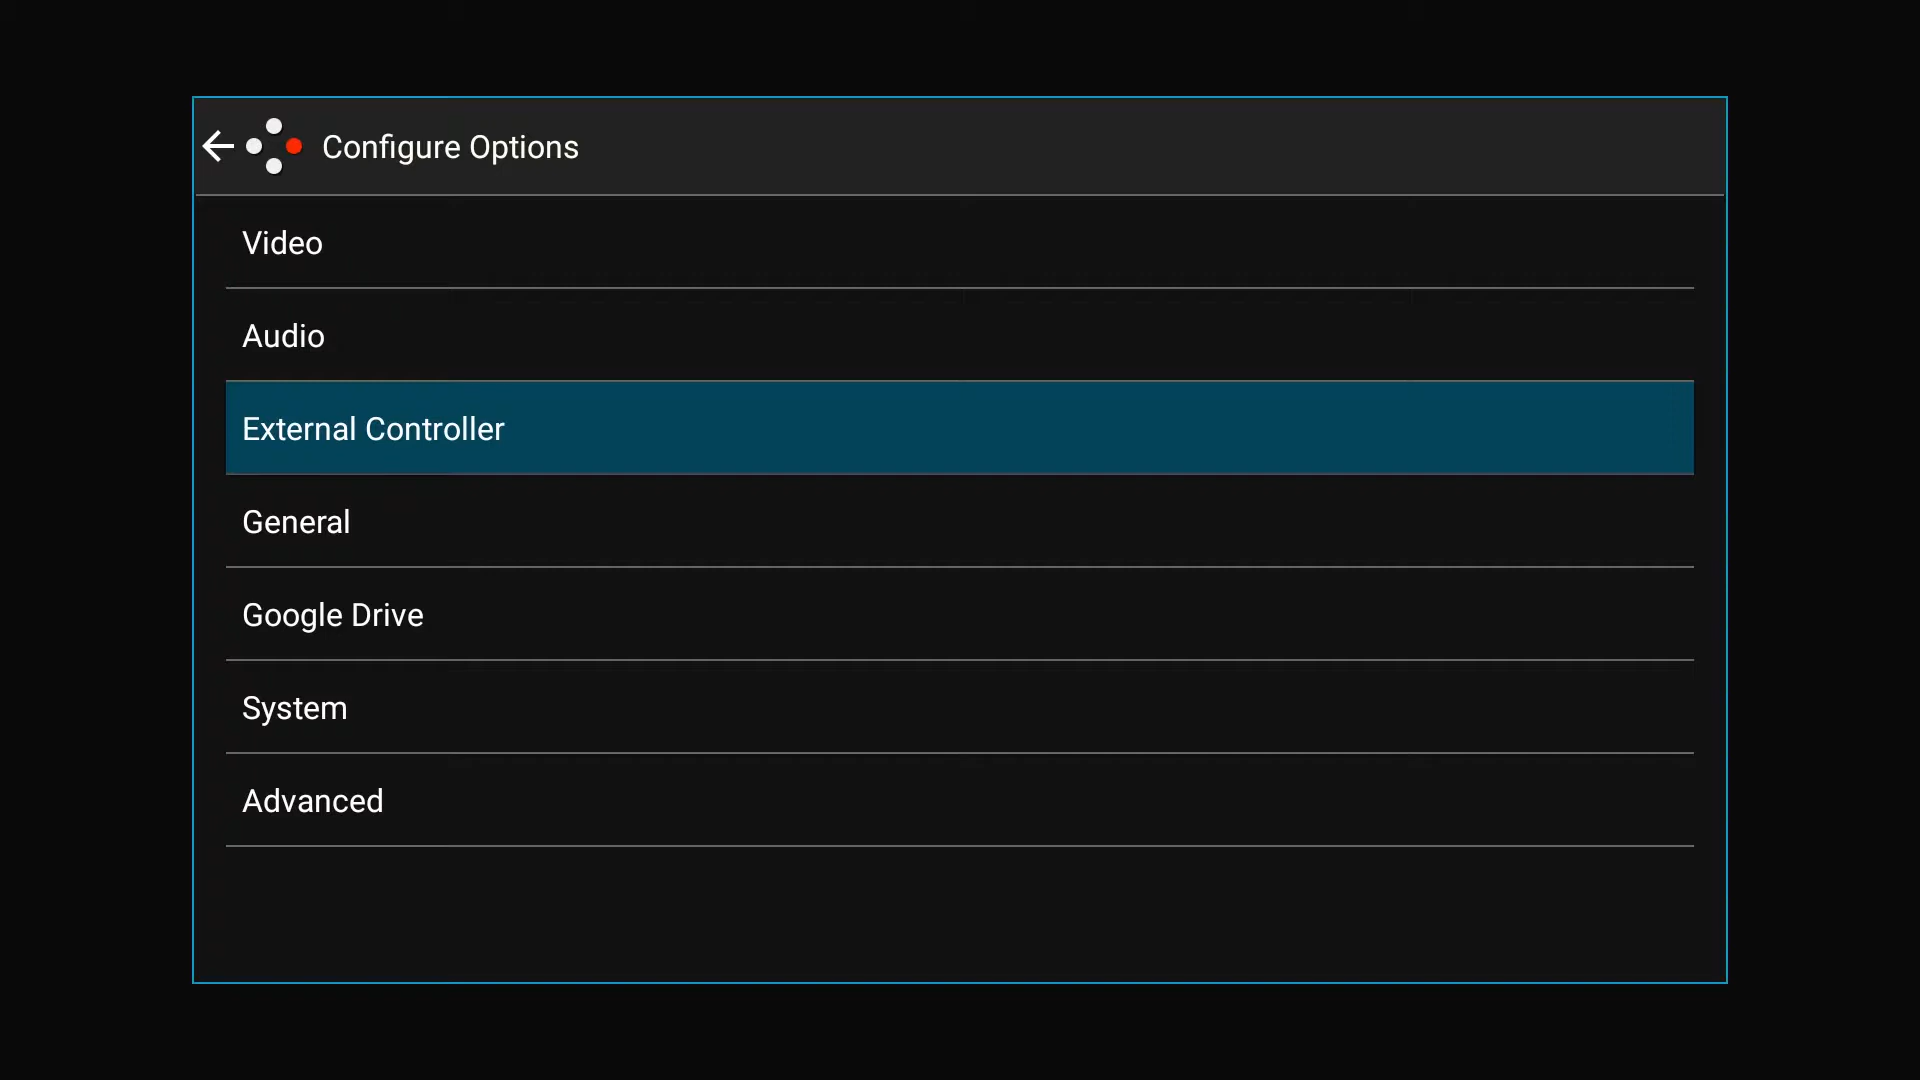 Configure Options
Video
Audio
External Controller
General
Google Drive
System
Advanced